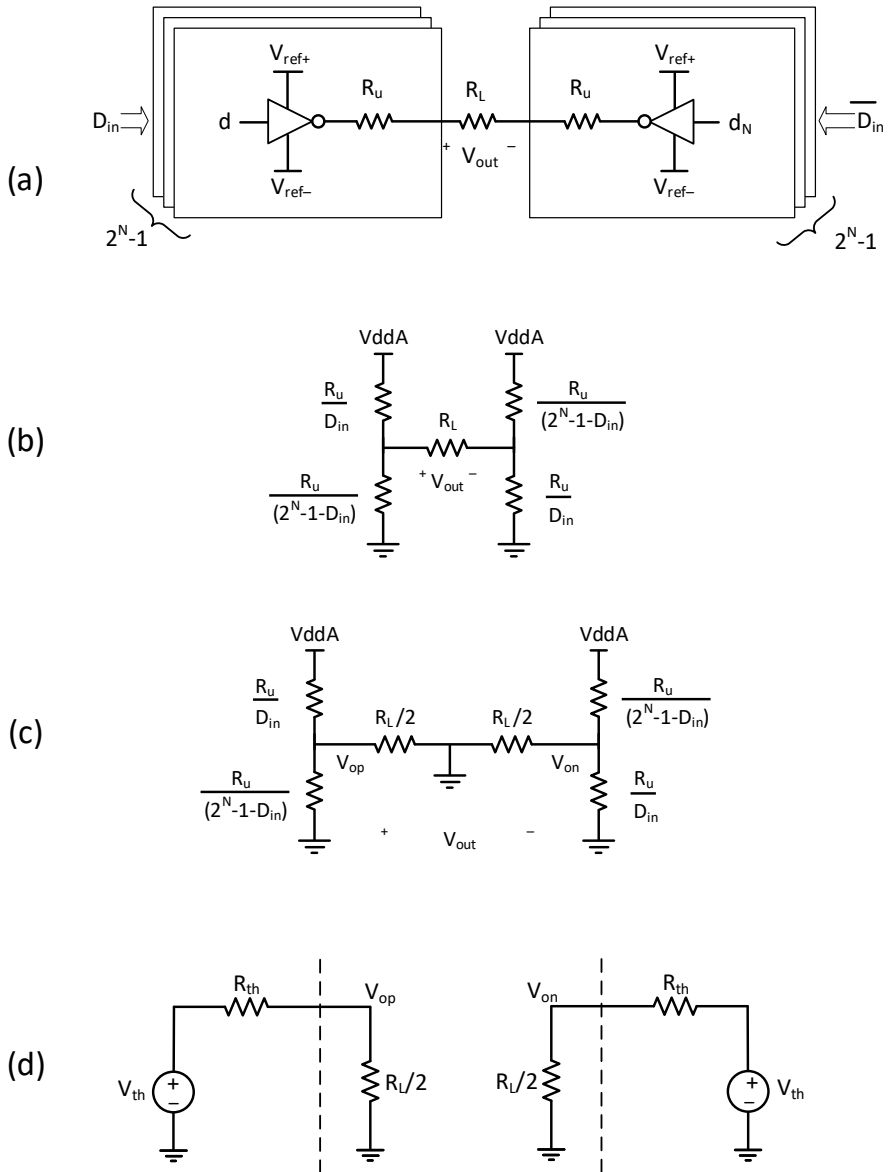 (a)
V_ref+
V_ref+
R_u
R_L
R_u
D_in
d
d_N
D̅_in
+ V_out –
V_ref–
V_ref–
2^N-1
2^N-1
(b)
VddA
VddA
R_u
D_in
R_u
(2^N-1-D_in)
R_L
+ V_out –
R_u
(2^N-1-D_in)
R_u
D_in
(c)
VddA
VddA
R_u
D_in
R_L/2
R_L/2
R_u
(2^N-1-D_in)
V_op
V_on
R_u
(2^N-1-D_in)
R_u
D_in
+ V_out –
(d)
R_th
V_op
V_on
R_th
V_th
+
–
R_L/2
R_L/2
+
–
V_th